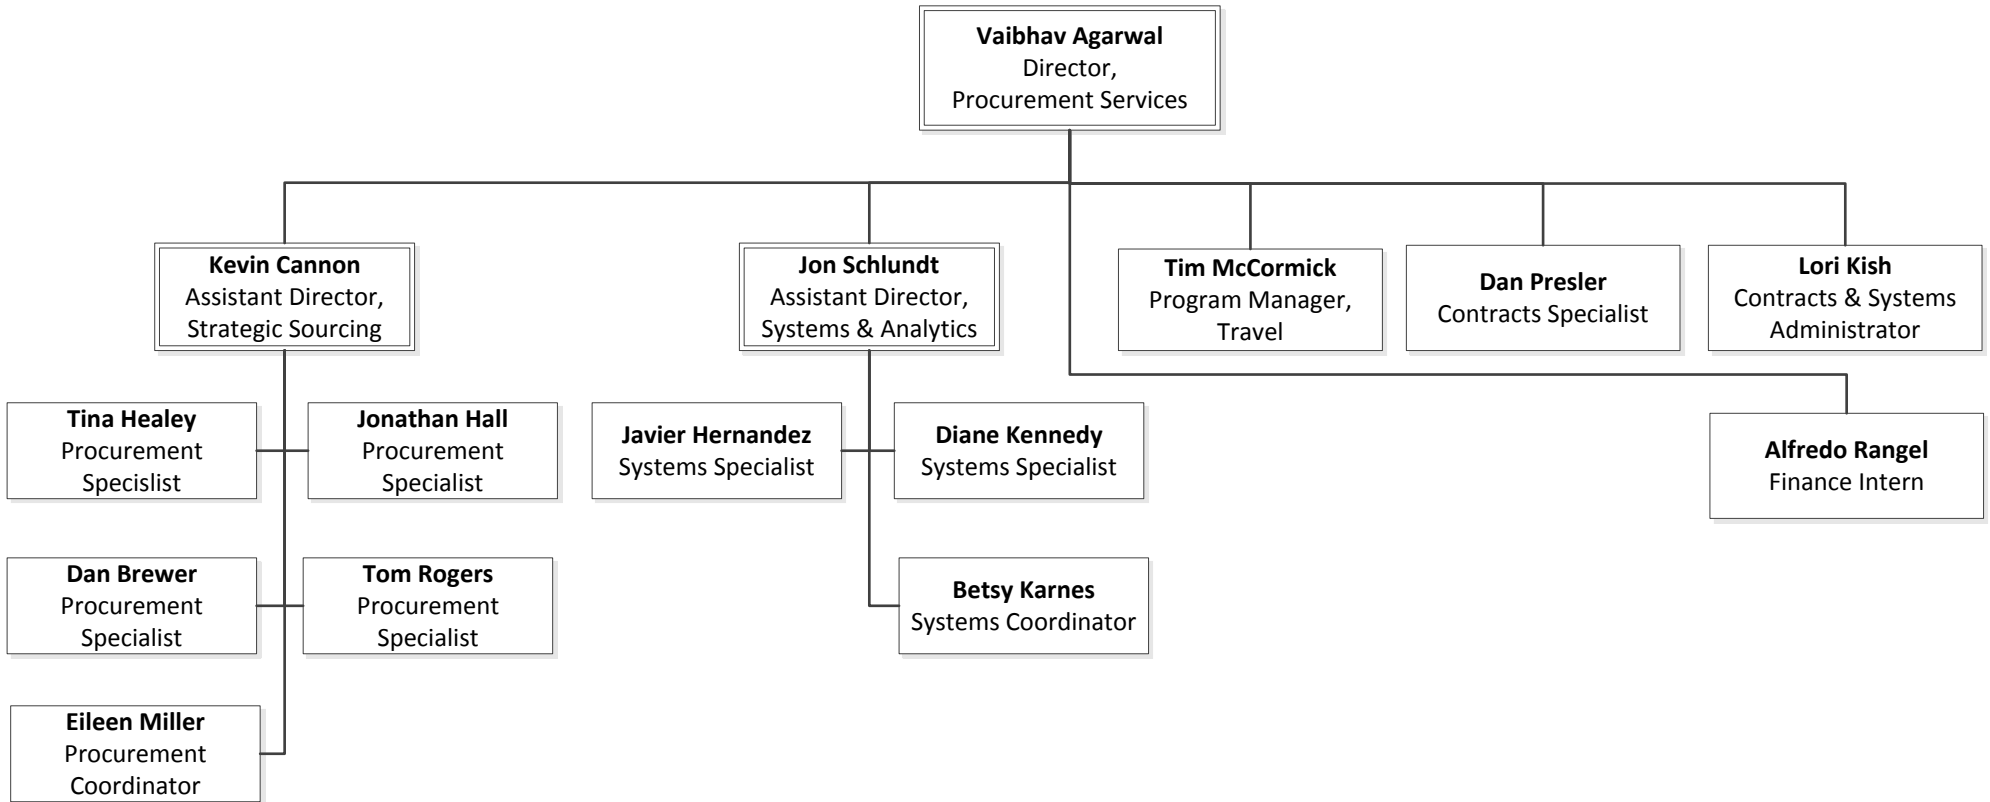 Vaibhav Agarwal
Director,
Procurement Services
Kevin Cannon
Assistant Director,
Strategic Sourcing
Jon Schlundt
Assistant Director,
Systems & Analytics
Tim McCormick
Program Manager,
Travel
Dan Presler
Contracts Specialist
Lori Kish
Contracts & Systems
Administrator
Tina Healey
Procurement
Specislist
Jonathan Hall
Procurement
Specialist
Javier Hernandez
Systems Specialist
Diane Kennedy
Systems Specialist
Alfredo Rangel
Finance Intern
Dan Brewer
Procurement
Specialist
Tom Rogers
Procurement
Specialist
Betsy Karnes
Systems Coordinator
Eileen Miller
Procurement
Coordinator